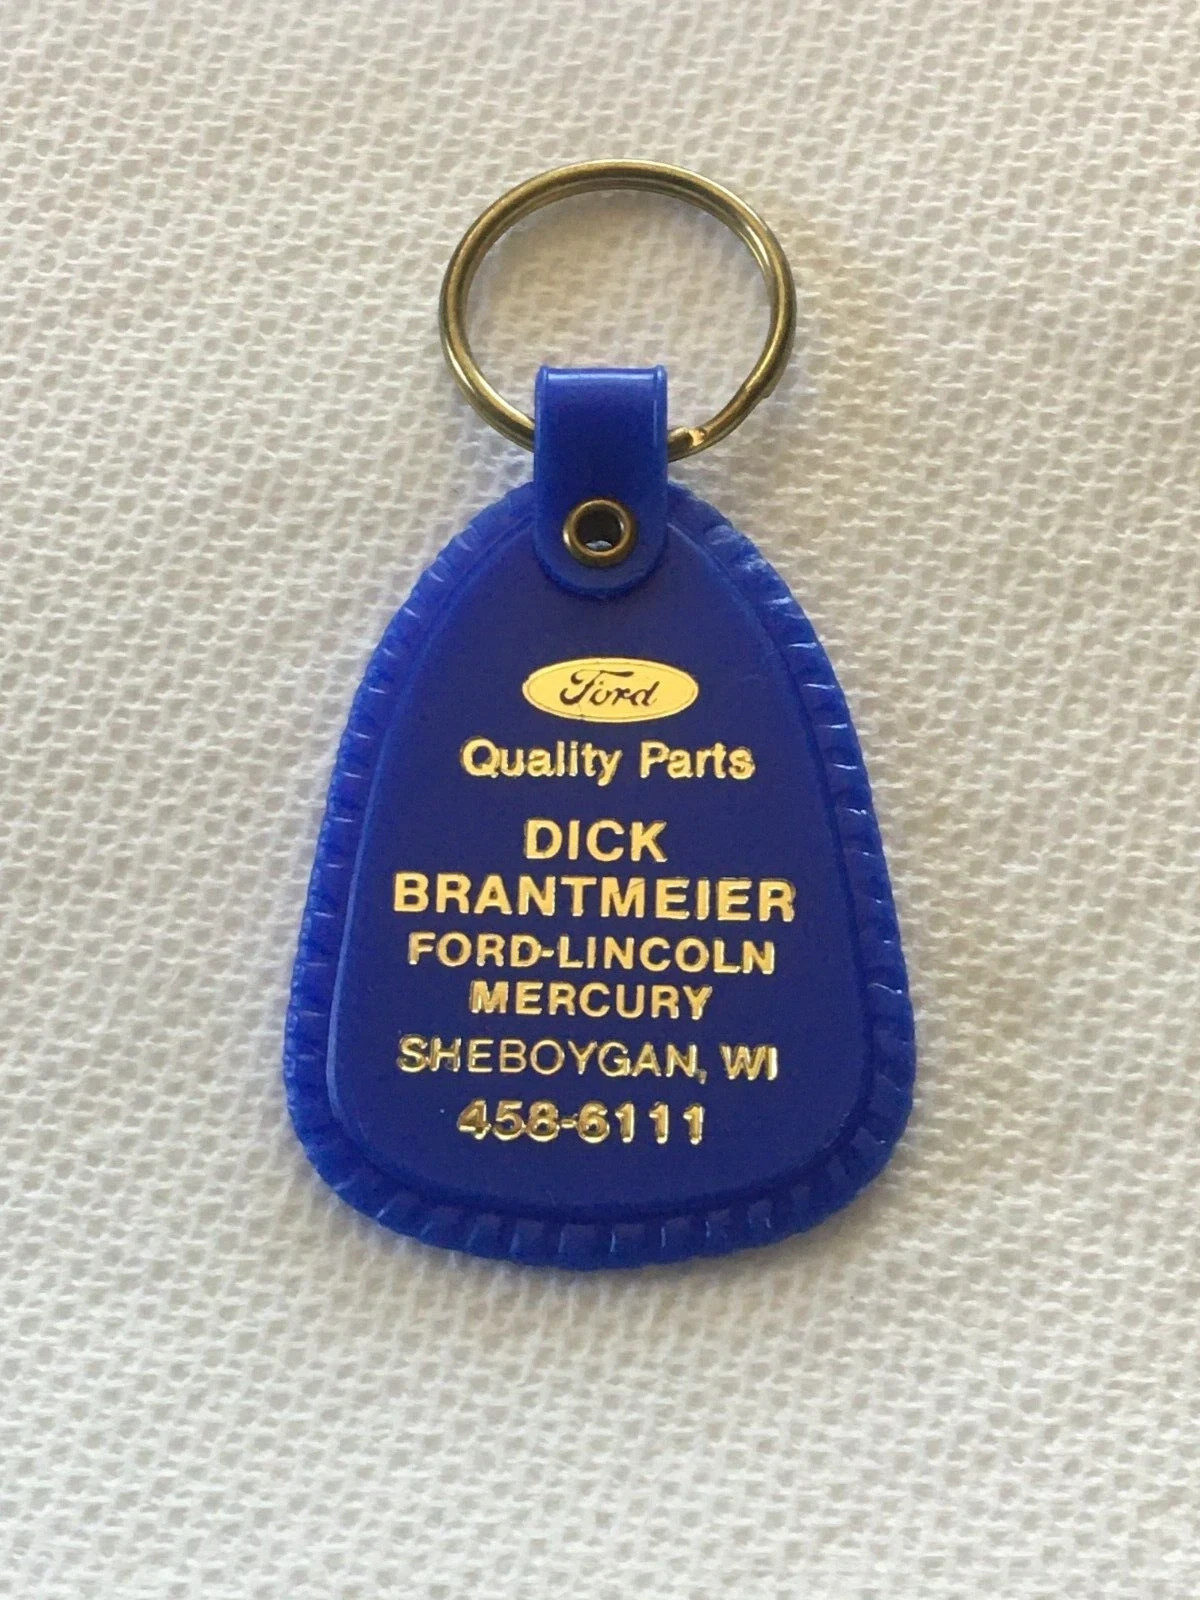 Ford
Quality Parts
DICK
BRANTMEIER
FORD-LINCOLN
MERCURY
SHEBOYGAN, WI
458-6111